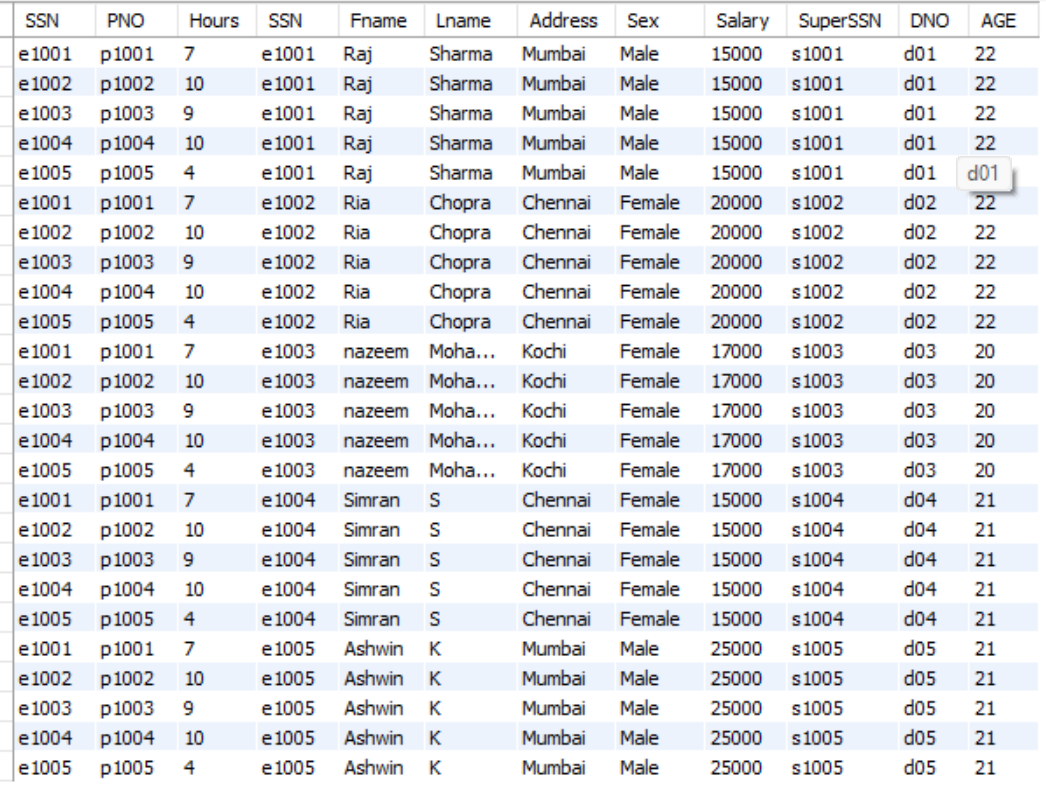 SSN PNO Hours SSN Fname Lname Address Sex Salary SuperSSN DNO AGE
e1001 p1001 7 e1001 Raj Sharma Mumbai Male 15000 s1001 d01 22
e1002 p1002 10 e1001 Raj Sharma Mumbai Male 15000 s1001 d01 22
e1003 p1003 9 e1001 Raj Sharma Mumbai Male 15000 s1001 d01 22
e1004 p1004 10 e1001 Raj Sharma Mumbai Male 15000 s1001 d01 22
e1005 p1005 4 e1001 Raj Sharma Mumbai Male 15000 s1001 d01 d01
e1001 p1001 7 e1002 Ria Chopra Chennai Female 20000 s1002 d02 22
e1002 p1002 10 e1002 Ria Chopra Chennai Female 20000 s1002 d02 22
e1003 p1003 9 e1002 Ria Chopra Chennai Female 20000 s1002 d02 22
e1004 p1004 10 e1002 Ria Chopra Chennai Female 20000 s1002 d02 22
e1005 p1005 4 e1002 Ria Chopra Chennai Female 20000 s1002 d02 22
e1001 p1001 7 e1003 nazeem Moha... Kochi Female 17000 s1003 d03 20
e1002 p1002 10 e1003 nazeem Moha... Kochi Female 17000 s1003 d03 20
e1003 p1003 9 e1003 nazeem Moha... Kochi Female 17000 s1003 d03 20
e1004 p1004 10 e1003 nazeem Moha... Kochi Female 17000 s1003 d03 20
e1005 p1005 4 e1003 nazeem Moha... Kochi Female 17000 s1003 d03 20
e1001 p1001 7 e1004 Simran S Chennai Female 15000 s1004 d04 21
e1002 p1002 10 e1004 Simran S Chennai Female 15000 s1004 d04 21
e1003 p1003 9 e1004 Simran S Chennai Female 15000 s1004 d04 21
e1004 p1004 10 e1004 Simran S Chennai Female 15000 s1004 d04 21
e1005 p1005 4 e1004 Simran S Chennai Female 15000 s1004 d04 21
e1001 p1001 7 e1005 Ashwin K Mumbai Male 25000 s1005 d05 21
e1002 p1002 10 e1005 Ashwin K Mumbai Male 25000 s1005 d05 21
e1003 p1003 9 e1005 Ashwin K Mumbai Male 25000 s1005 d05 21
e1004 p1004 10 e1005 Ashwin K Mumbai Male 25000 s1005 d05 21
e1005 p1005 4 e1005 Ashwin K Mumbai Male 25000 s1005 d05 21